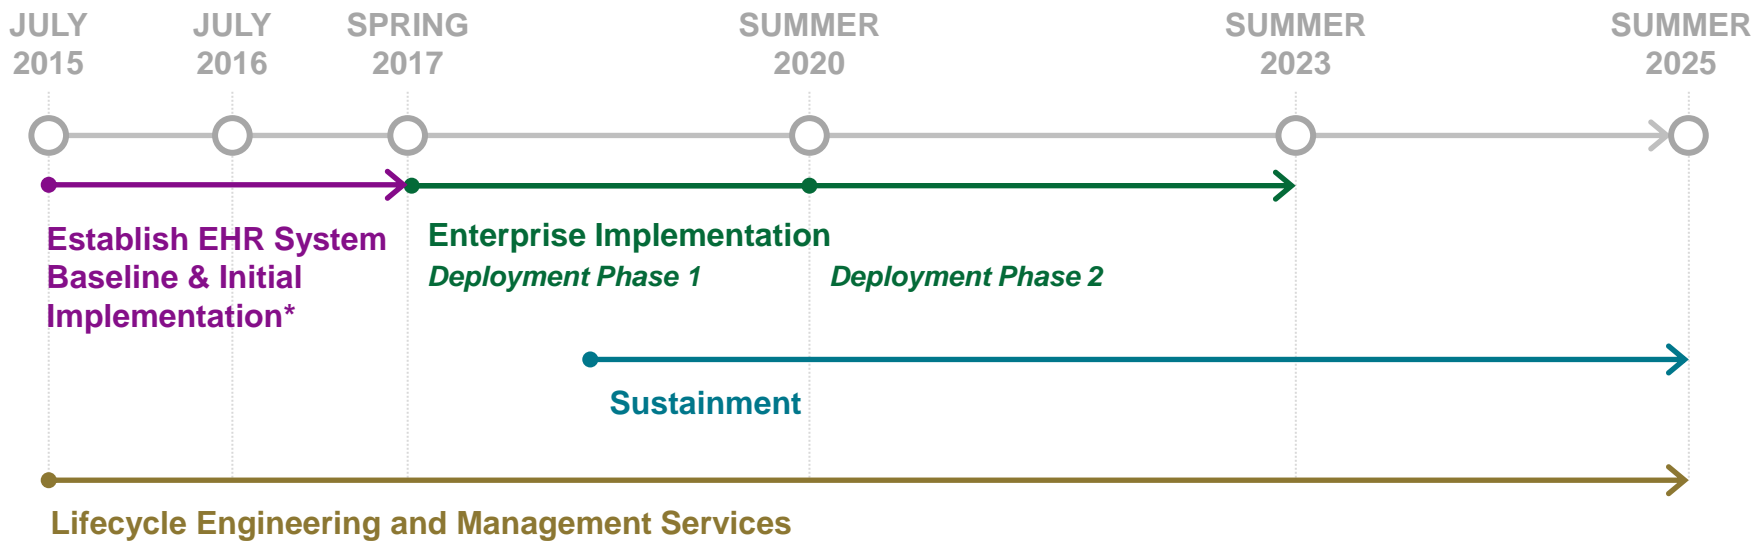 JULY
2015
JULY
2016
SPRING
2017
SUMMER
2020
SUMMER
2023
SUMMER
2025
Establish EHR System
Baseline & Initial
Implementation*
Enterprise Implementation
Deployment Phase 1
Deployment Phase 2
Sustainment
Lifecycle Engineering and Management Services